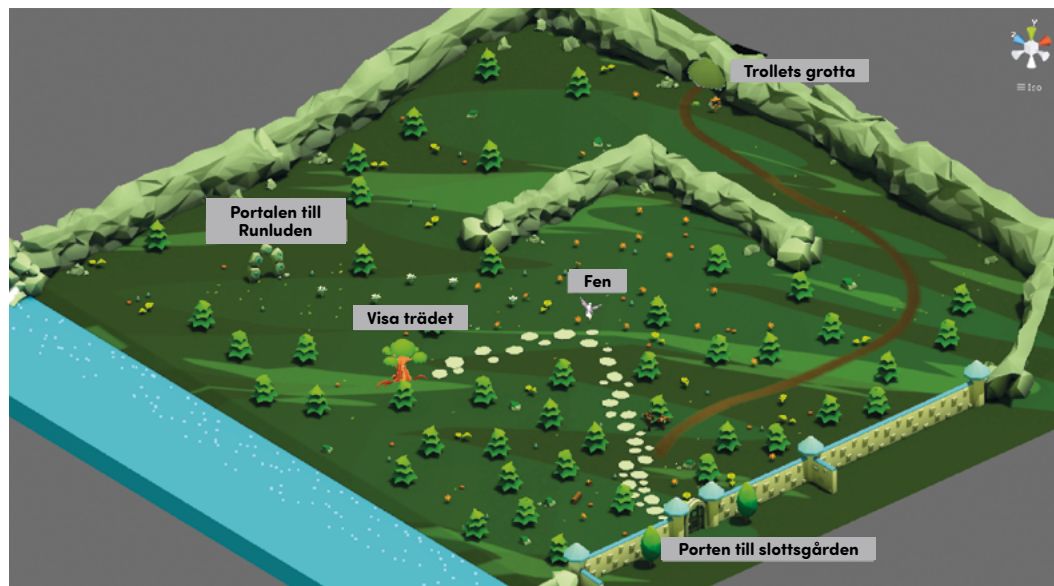 Y
Z
Iso
Trollets grotta
Portalen till
Runluden
Fen
Visa trädet
Porten till slottsgården